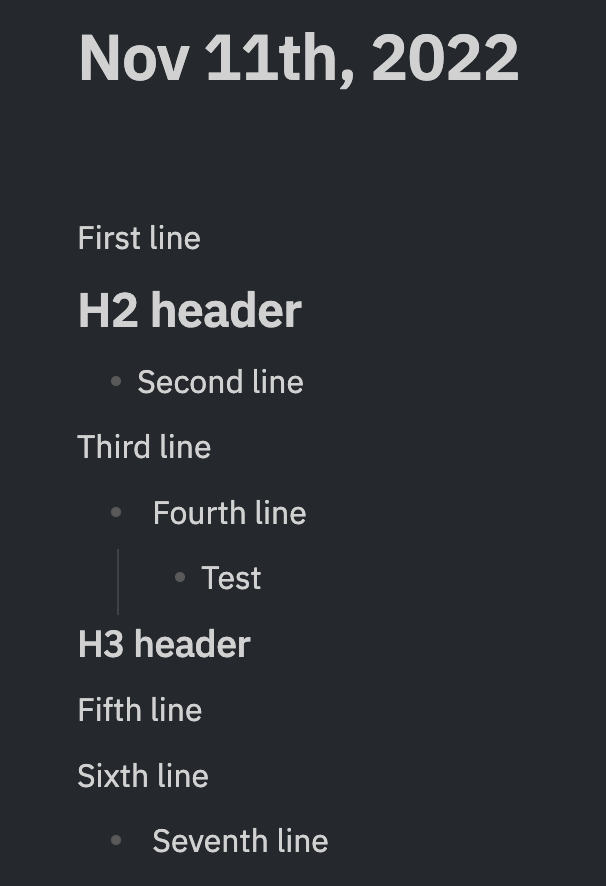 Nov 11th, 2022
First line
H2 header
Second line
Third line
Fourth line
Test
H3 header
Fifth line
Sixth line
Seventh line